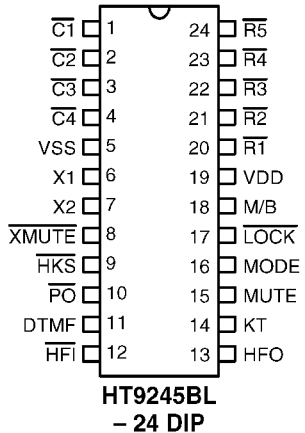 C1 1 24 R5
C2 2 23 R4
C3 3 22 R3
C4 4 21 R2
VSS 5 20 R1
X1 6 19 VDD
X2 7 18 M/B
XMUTE 8 17 LOCK
HKS 9 16 MODE
PO 10 15 MUTE
DTMF 11 14 KT
HFI 12 13 HFO
HT9245BL
– 24 DIP